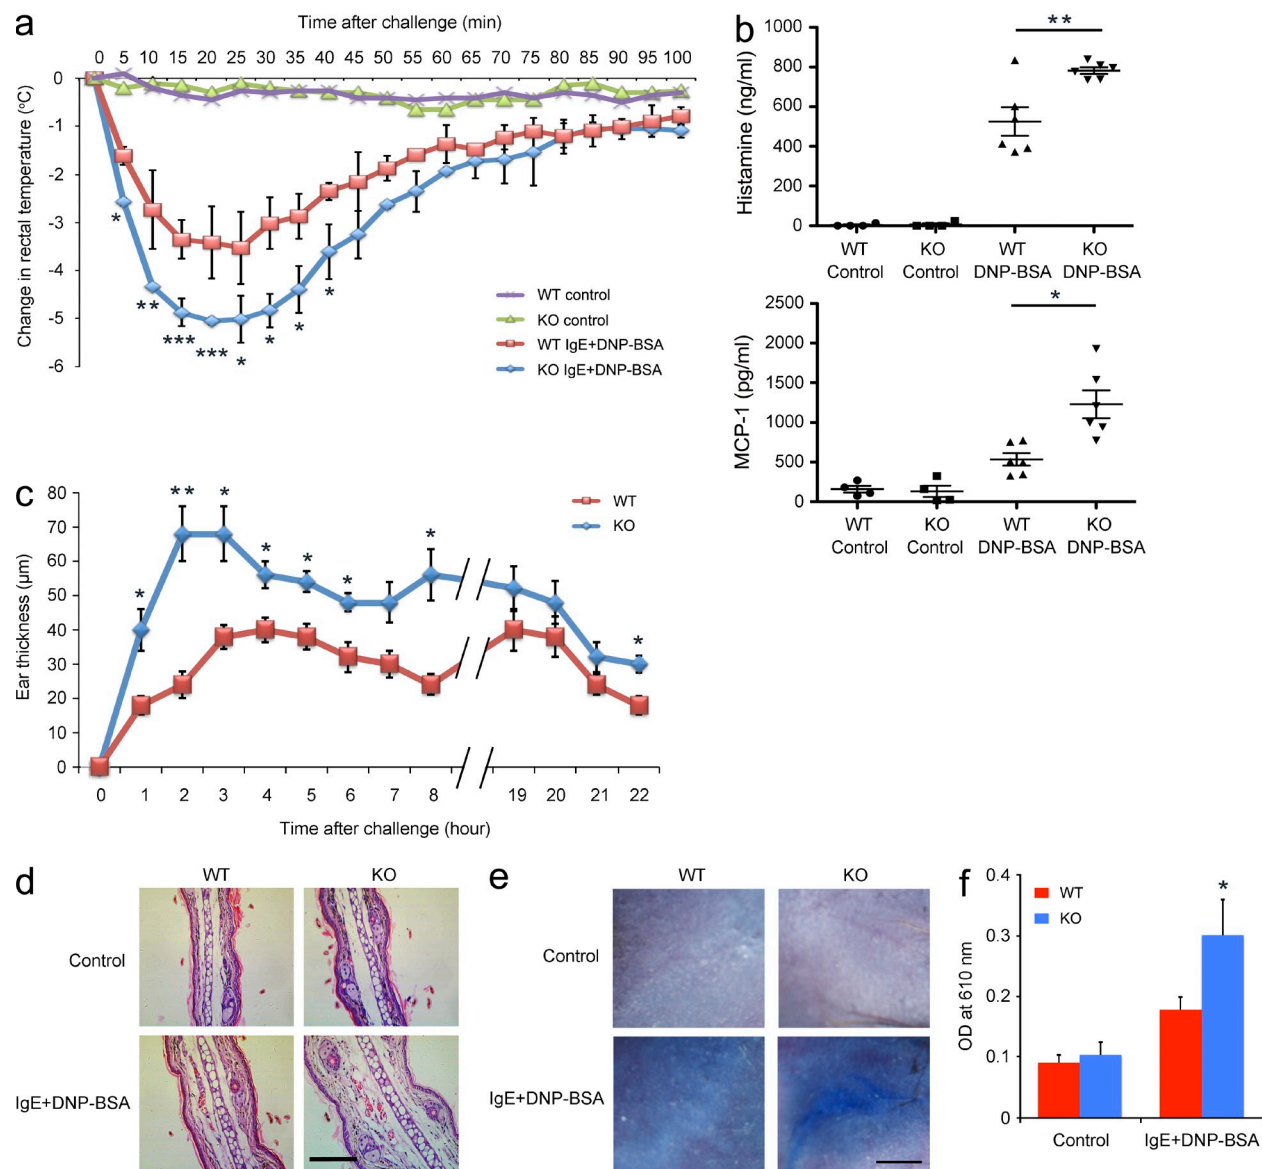 a
Time after challenge (min)
0 5 10 15 20 25 30 35 40 45 50 55 60 65 70 75 80 85 90 95 100
Change in rectal temperature (°C)
0
-1
-2
-3
-4
-5
-6
*
**
***
***
*
*
*
*
WT control
KO control
WT IgE+DNP-BSA
KO IgE+DNP-BSA
b
Histamine (ng/ml)
1000
800
600
400
200
0
**
WT Control
KO Control
WT DNP-BSA
KO DNP-BSA
MCP-1 (pg/ml)
2500
2000
1500
1000
500
0
*
WT Control
KO Control
WT DNP-BSA
KO DNP-BSA
c
Ear thickness (µm)
80
70
60
50
40
30
20
10
0
*
**
*
*
*
*
*
*
WT
KO
0 1 2 3 4 5 6 7 8 19 20 21 22
Time after challenge (hour)
d
WT KO
Control
IgE+DNP-BSA
e
WT KO
Control
IgE+DNP-BSA
f
OD at 610 nm
0.4
0.3
0.2
0.1
0
WT
KO
*
Control IgE+DNP-BSA